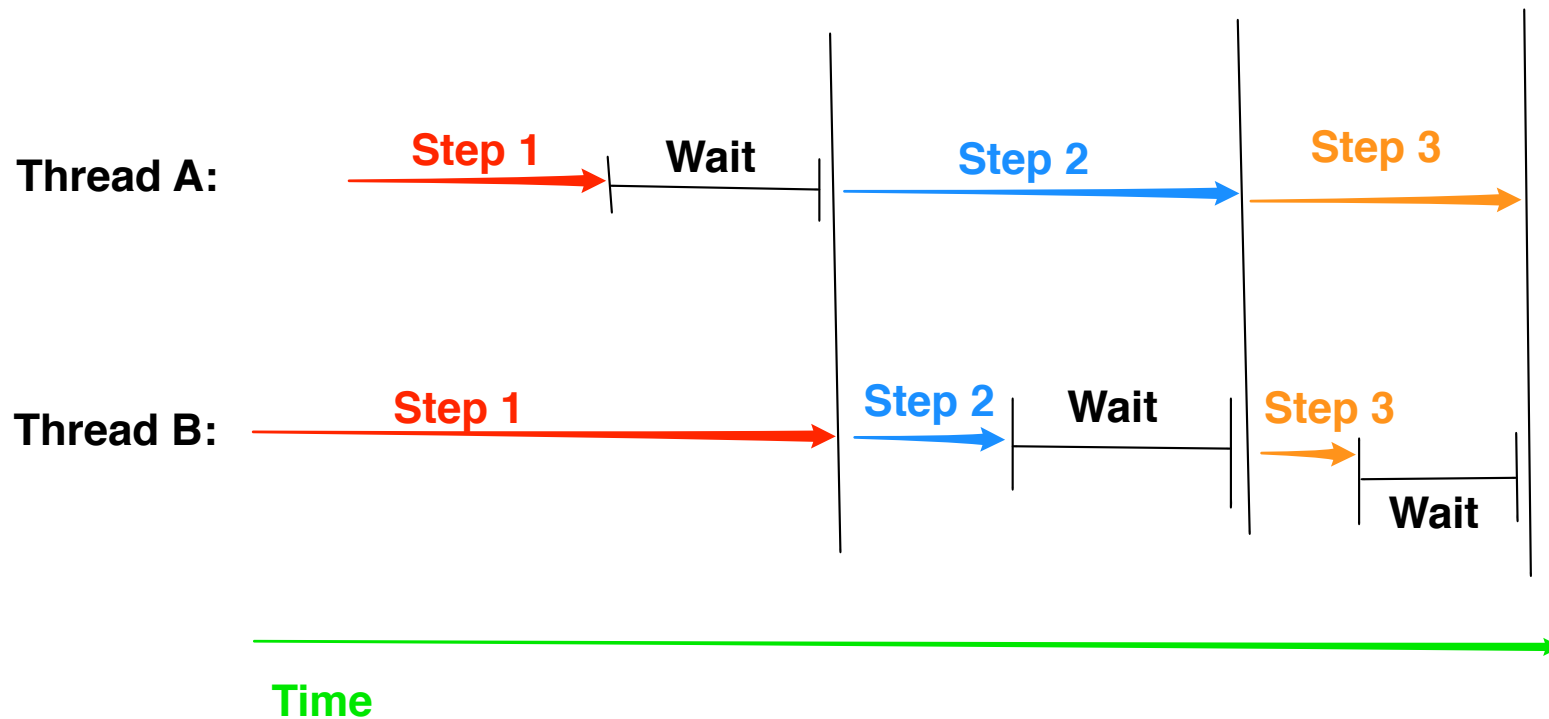 Thread A:
Step 1
Wait
Step 2
Step 3
Thread B:
Step 1
Step 2
Wait
Step 3
Wait
Time